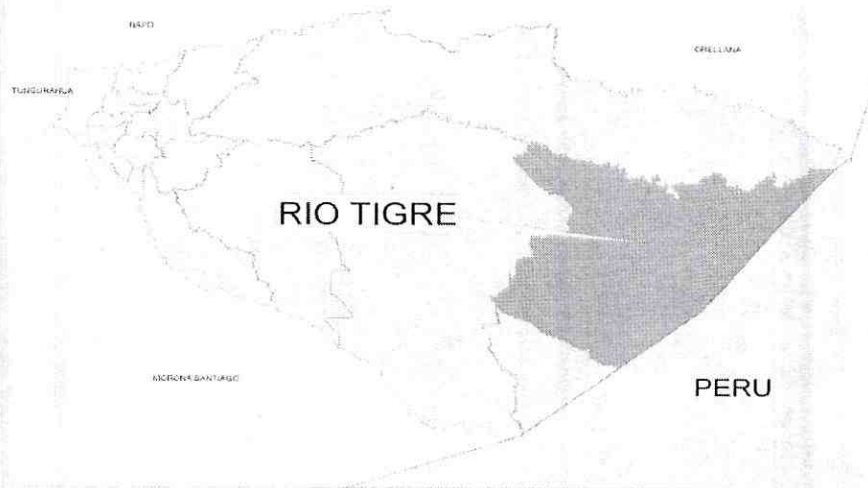 NAPO
ORELLANA
TUNGURAHUA
RIO TIGRE
MORONA SANTIAGO
PERU